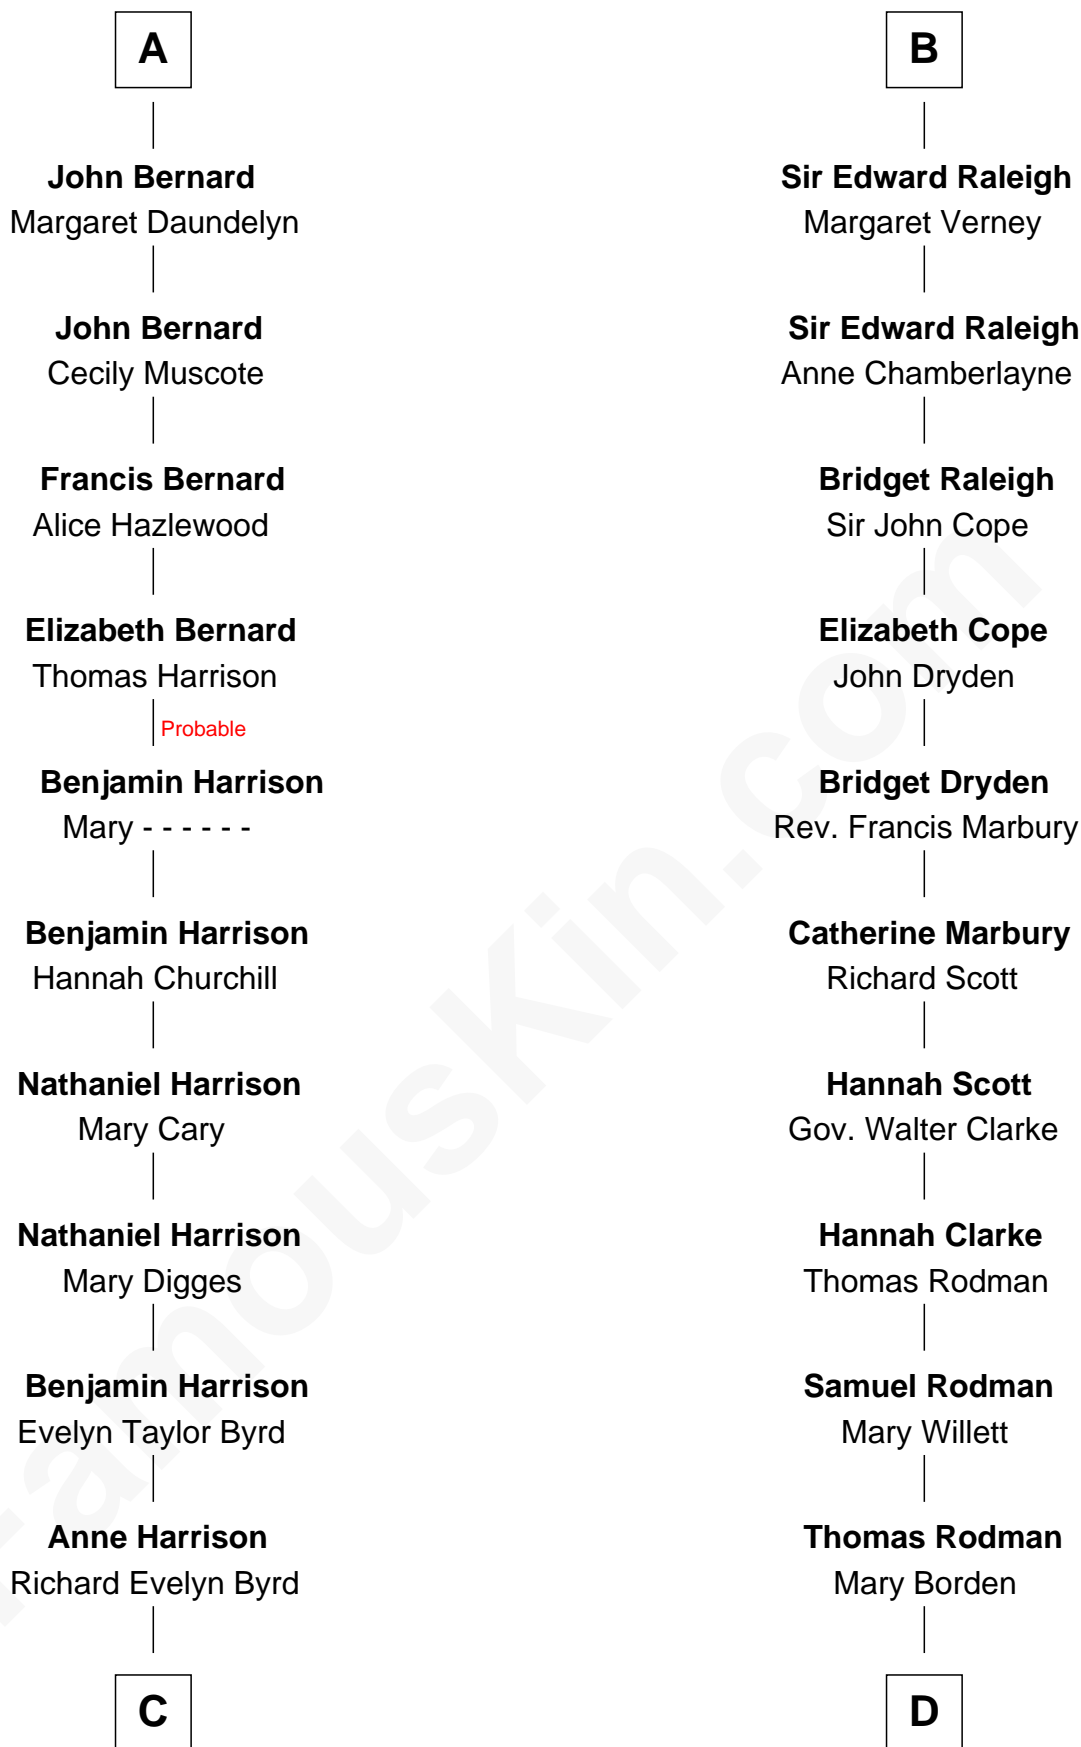 A
John Bernard
Margaret Daundelyn
John Bernard
Cecily Muscote
Francis Bernard
Alice Hazlewood
Elizabeth Bernard
Thomas Harrison
Probable
Benjamin Harrison
Mary - - - - - -
Benjamin Harrison
Hannah Churchill
Nathaniel Harrison
Mary Cary
Nathaniel Harrison
Mary Digges
Benjamin Harrison
Evelyn Taylor Byrd
Anne Harrison
Richard Evelyn Byrd
C
B
Sir Edward Raleigh
Margaret Verney
Sir Edward Raleigh
Anne Chamberlayne
Bridget Raleigh
Sir John Cope
Elizabeth Cope
John Dryden
Bridget Dryden
Rev. Francis Marbury
Catherine Marbury
Richard Scott
Hannah Scott
Gov. Walter Clarke
Hannah Clarke
Thomas Rodman
Samuel Rodman
Mary Willett
Thomas Rodman
Mary Borden
D
FamousKin.com